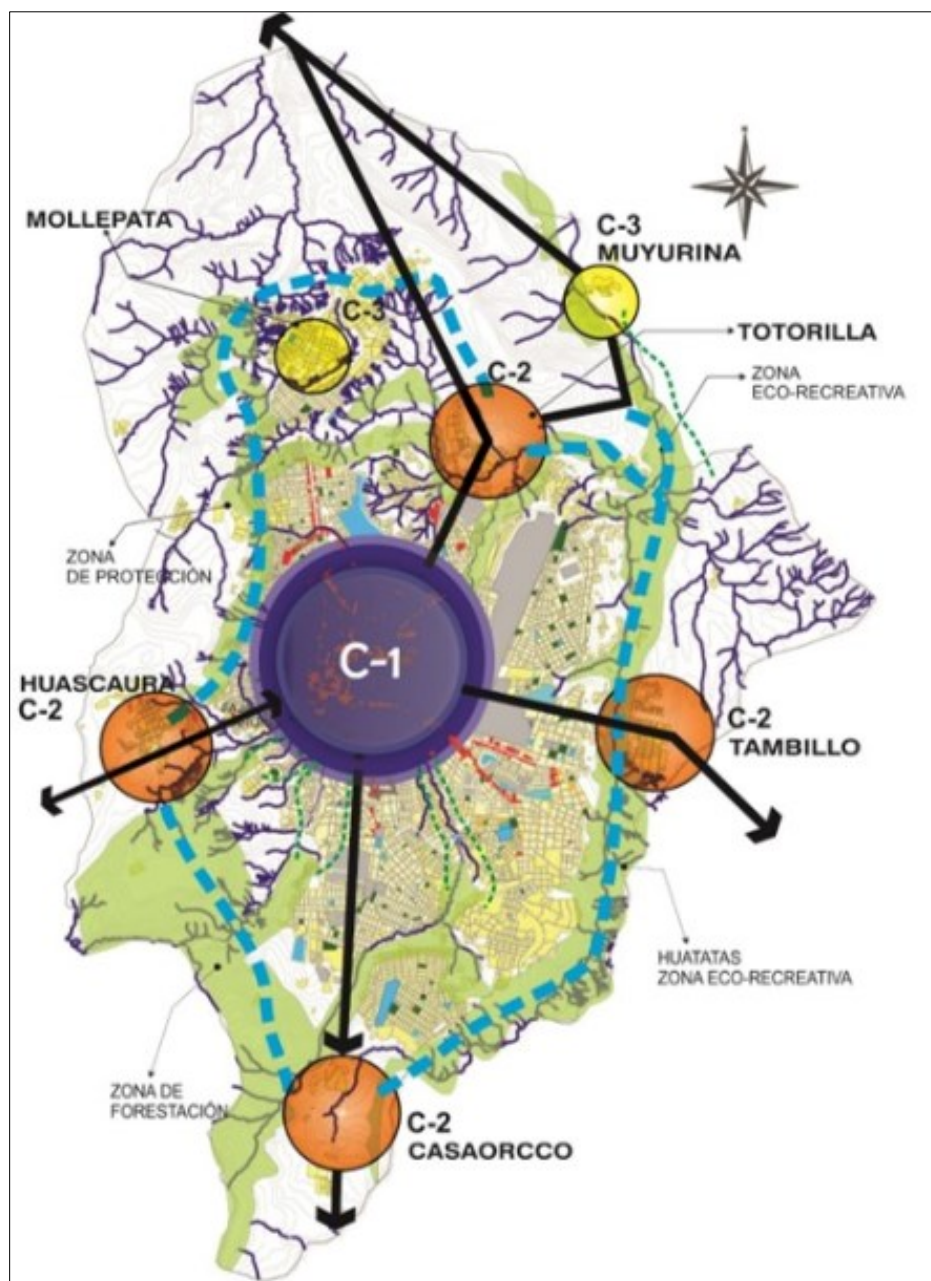 MOLLEPATA
C-3
MUYURINA
C-3
TOTORILLA
C-2
ZONA
ECO-RECREATIVA
ZONA
DE PROTECCIÓN
C-1
HUASCAURA
C-2
C-2
TAMBILLO
HUATATAS
ZONA ECO-RECREATIVA
ZONA DE
FORESTACIÓN
C-2
CASAORCCO